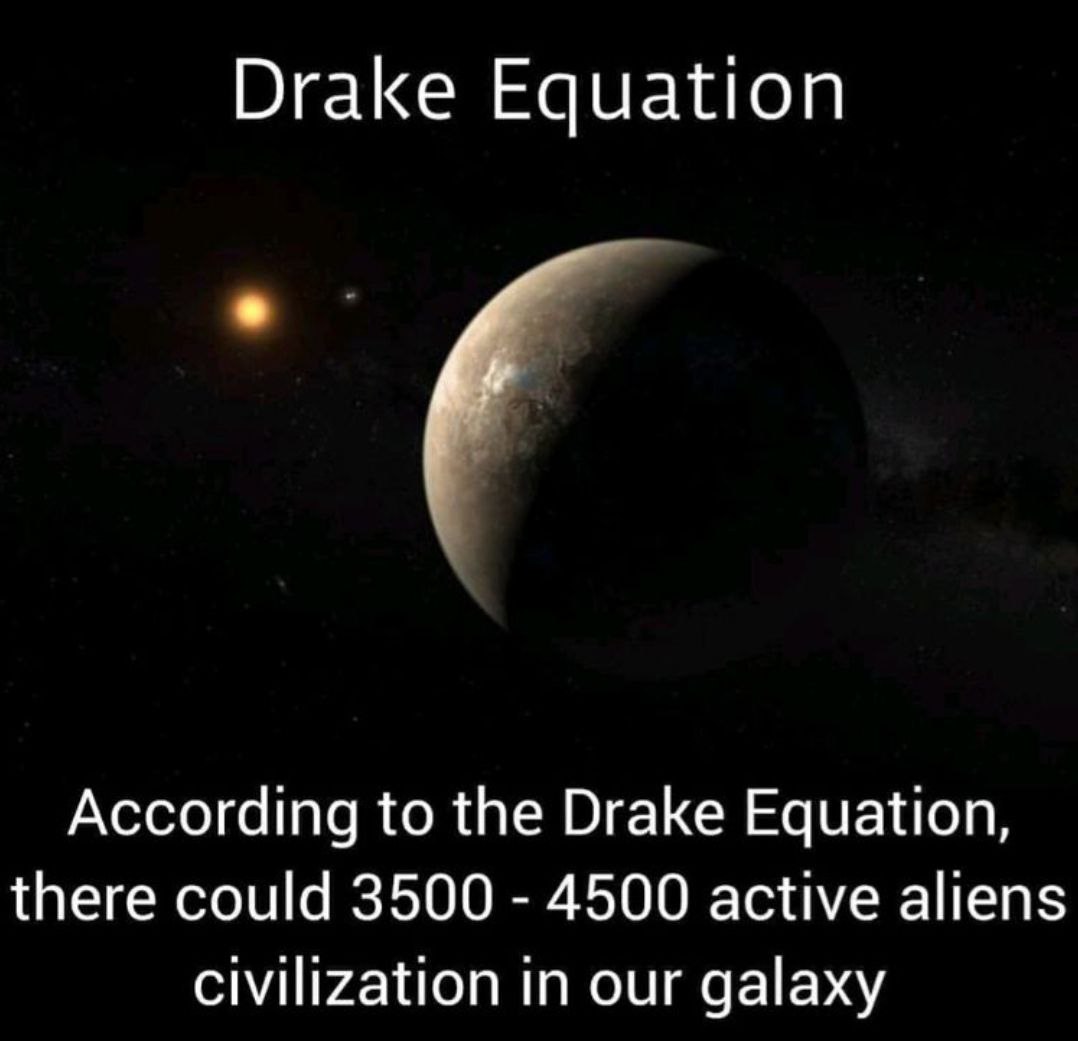 Drake Equation
According to the Drake Equation,
there could 3500 - 4500 active aliens
civilization in our galaxy